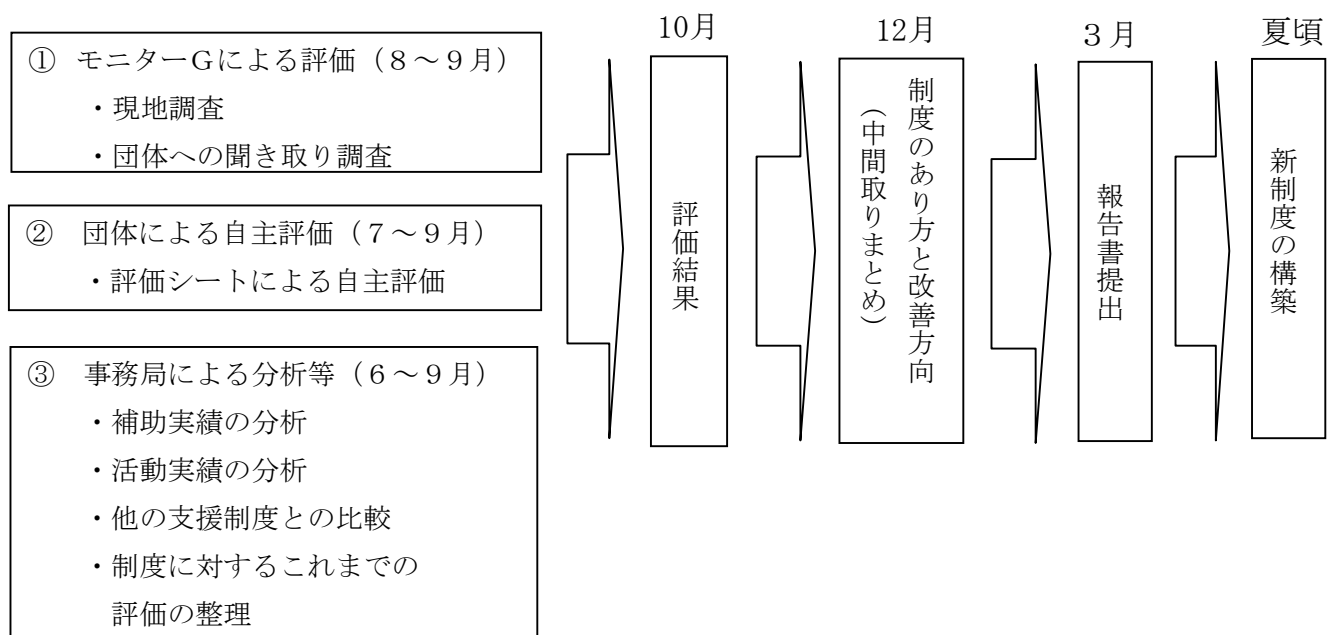 ① モニターGによる評価（８～９月）
・現地調査
・団体への聞き取り調査
② 団体による自主評価（７～９月）
・評価シートによる自主評価
③ 事務局による分析等（６～９月）
・補助実績の分析
・活動実績の分析
・他の支援制度との比較
・制度に対するこれまでの
評価の整理
10月
評価結果
12月
制度のあり方と改善方向
（中間取りまとめ）
３月
報告書提出
夏頃
新制度の構築